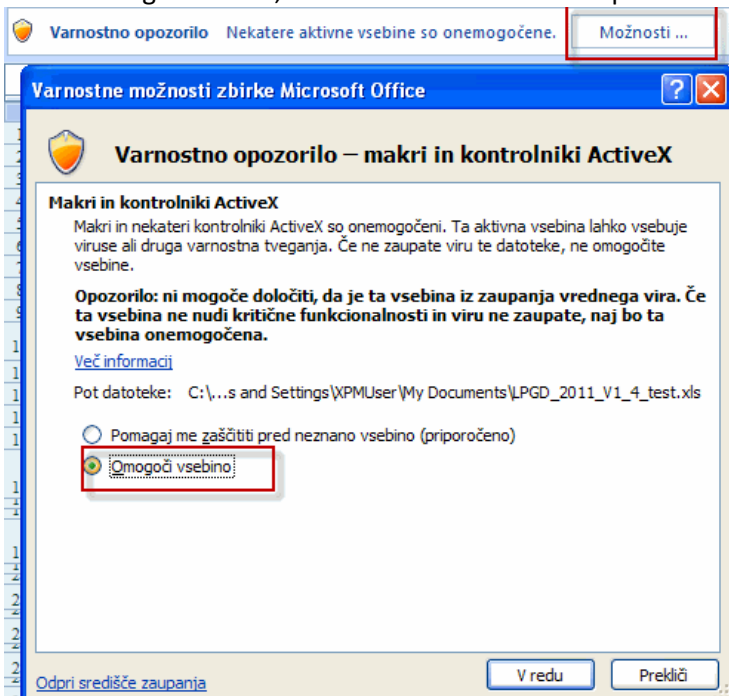 Varnostno opozorilo Nekatere aktivne vsebine so onemogočene. Možnosti ...
Varnostne možnosti zbirke Microsoft Office
Varnostno opozorilo – makri in kontrolniki ActiveX
Makri in kontrolniki ActiveX
Makri in nekateri kontrolniki ActiveX so onemogočeni. Ta aktivna vsebina lahko vsebuje
viruse ali druga varnostna tveganja. Če ne zaupate viru te datoteke, ne omogočite
vsebine.
Opozorilo: ni mogoče določiti, da je ta vsebina iz zaupanja vrednega vira. Če
ta vsebina ne nudi kritične funkcionalnosti in viru ne zaupate, naj bo ta
vsebina onemogočena.
Več informacij
Pot datoteke: C:\...s and Settings\XPMUser\My Documents\LPGD_2011_V1_4_test.xls
Pomagaj me zaščititi pred neznano vsebino (priporočeno)
Omogoči vsebino
Odpri središče zaupanja V redu Prekliči